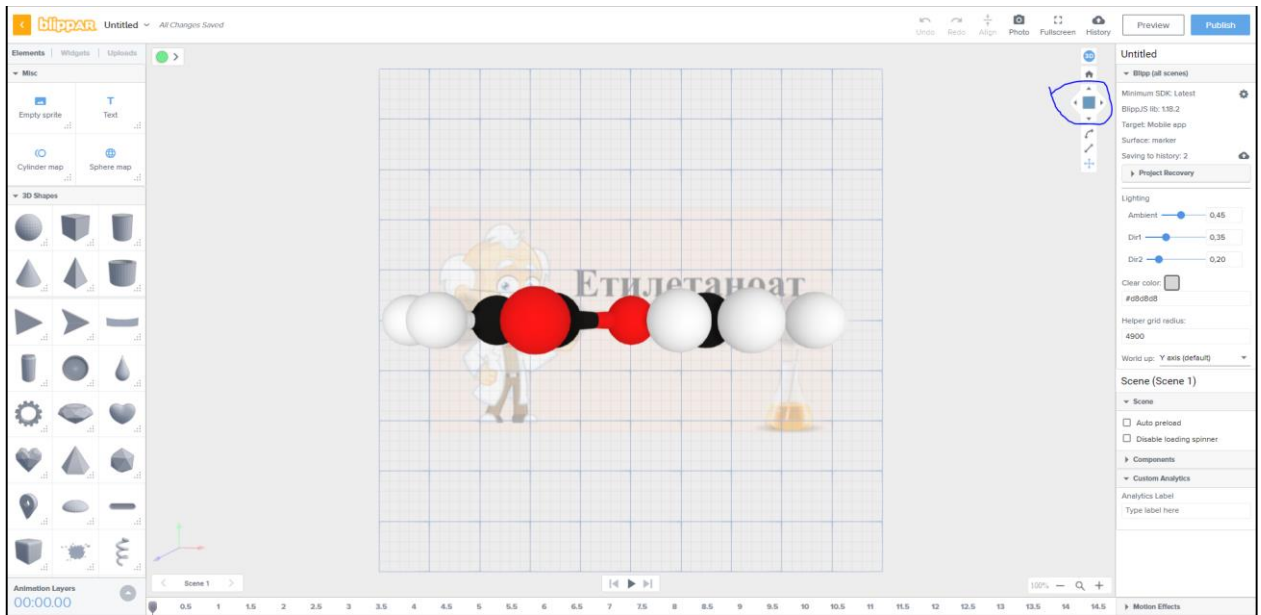 blippAR Untitled All Changes Saved
Undo Redo Align Photo Fullscreen History Preview Publish
Elements Widgets Uploads
Misc
Empty sprite Text
Cylinder map Sphere map
3D Shapes
Animation Layers
00:00.00
3D
Етилетаноат
Scene 1
100%
0.5 1 1.5 2 2.5 3 3.5 4 4.5 5 5.5 6 6.5 7 7.5 8 8.5 9 9.5 10 10.5 11 11.5 12 12.5 13 13.5 14 14.5
Untitled
Blipp (all scenes)
Minimum SDK: Latest
BlippJS lib: 1.18.2
Target: Mobile app
Surface: marker
Saving to history: 2
Project Recovery
Lighting
Ambient 0,45
Dir1 0,35
Dir2 0,20
Clear color:
#d8d8d8
Helper grid radius:
4900
World up: Y axis (default)
Scene (Scene 1)
Scene
Auto preload
Disable loading spinner
Components
Custom Analytics
Analytics Label
Type label here
Motion Effects